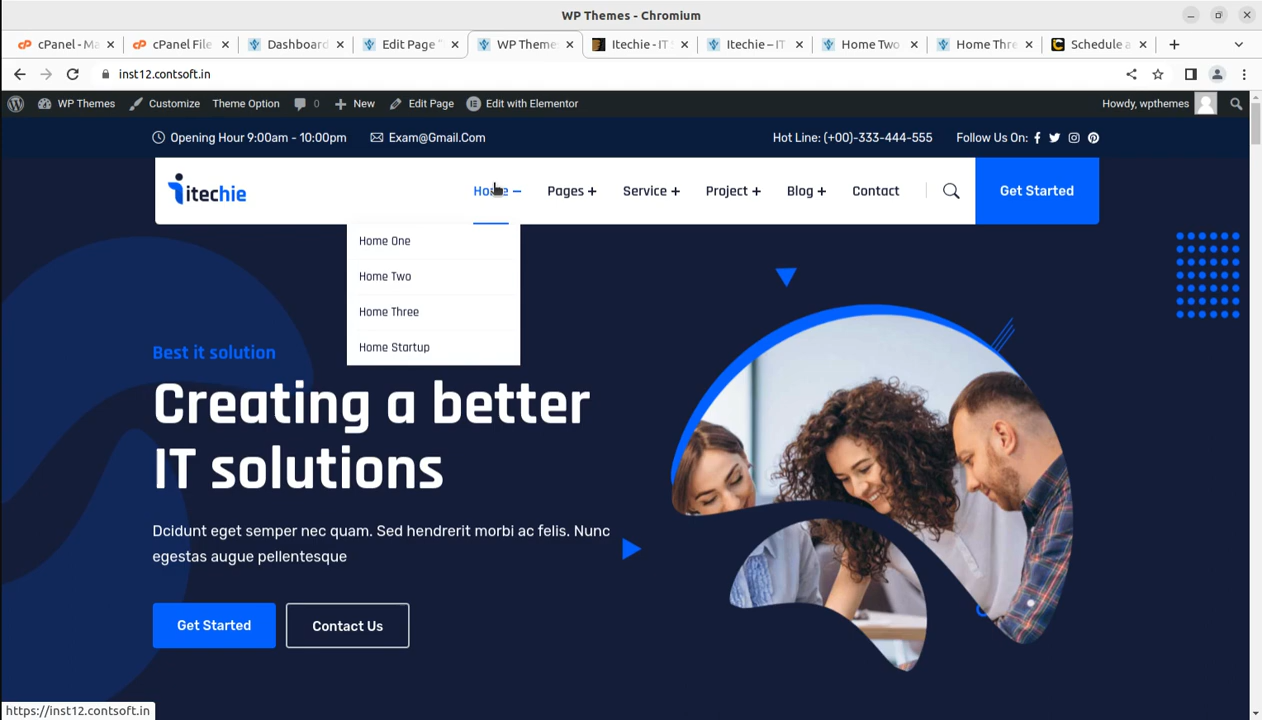 WP Themes - Chromium
cPanel - Ma
cPanel File
Dashboard
Edit Page "
WP Theme
Itechie - IT S
Itechie – IT
Home Two
Home Thre
Schedule a
inst12.contsoft.in
WP Themes
Customize
Theme Option
0
New
Edit Page
Edit with Elementor
Howdy, wpthemes
Opening Hour 9:00am - 10:00pm
Exam@Gmail.Com
Hot Line: (+00)-333-444-555
Follow Us On:
itechie
Home –
Pages +
Service +
Project +
Blog +
Contact
Get Started
Home One
Home Two
Home Three
Home Startup
Best it solution
Creating a better
IT solutions
Dcidunt eget semper nec quam. Sed hendrerit morbi ac felis. Nunc
egestas augue pellentesque
Get Started
Contact Us
https://inst12.contsoft.in